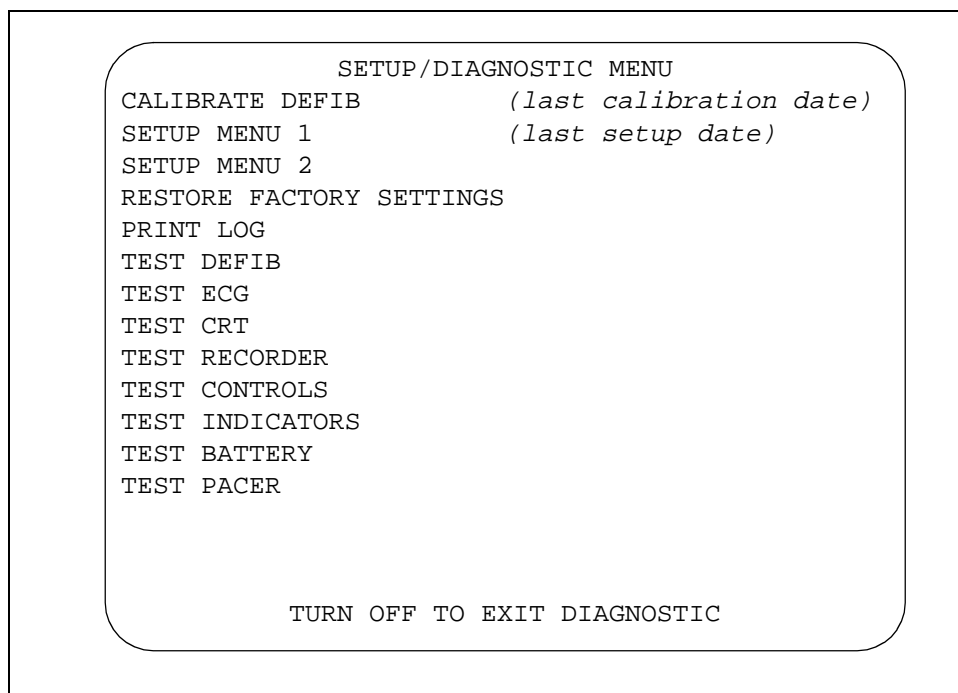 SETUP/DIAGNOSTIC MENU
CALIBRATE DEFIB (last calibration date)
SETUP MENU 1 (last setup date)
SETUP MENU 2
RESTORE FACTORY SETTINGS
PRINT LOG
TEST DEFIB
TEST ECG
TEST CRT
TEST RECORDER
TEST CONTROLS
TEST INDICATORS
TEST BATTERY
TEST PACER
TURN OFF TO EXIT DIAGNOSTIC